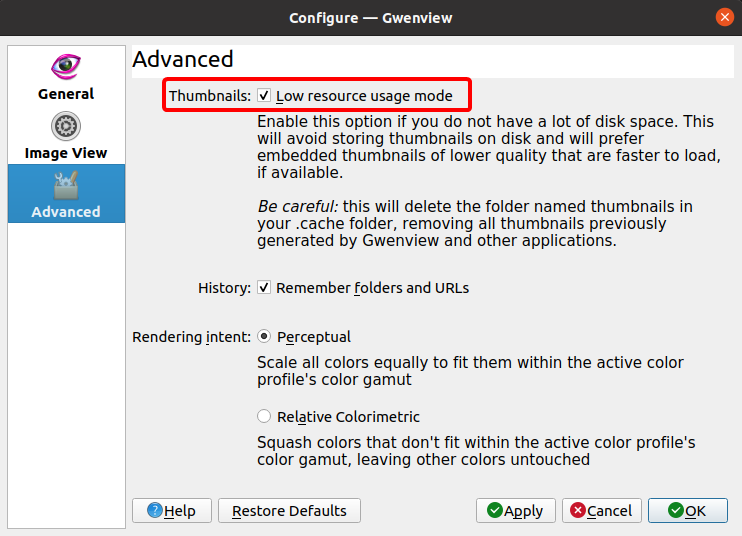 Configure — Gwenview
General
Image View
Advanced
Advanced
Thumbnails: Low resource usage mode
Enable this option if you do not have a lot of disk space. This
will avoid storing thumbnails on disk and will prefer
embedded thumbnails of lower quality that are faster to load,
if available.
Be careful: this will delete the folder named thumbnails in
your .cache folder, removing all thumbnails previously
generated by Gwenview and other applications.
History: Remember folders and URLs
Rendering intent: Perceptual
Scale all colors equally to fit them within the active color
profile's color gamut
Relative Colorimetric
Squash colors that don't fit within the active color profile's
color gamut, leaving other colors untouched
? Help Restore Defaults Apply Cancel OK